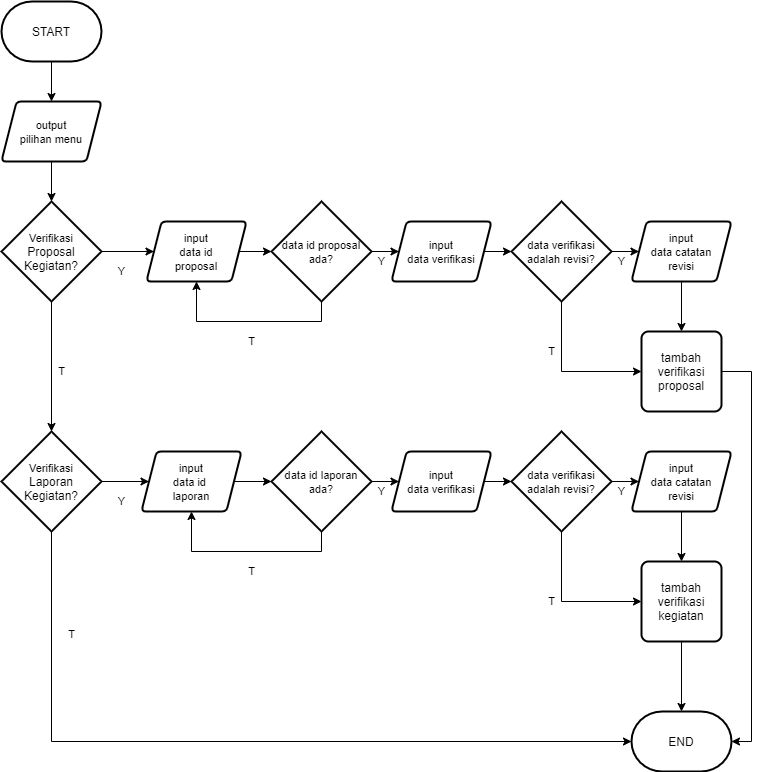 START
output
pilihan menu
Verifikasi
Proposal
Kegiatan?
Y
input
data id
proposal
data id proposal
ada?
Y
input
data verifikasi
data verifikasi
adalah revisi?
Y
input
data catatan
revisi
T
T
tambah
verifikasi
proposal
T
Verifikasi
Laporan
Kegiatan?
Y
input
data id
laporan
data id laporan
ada?
Y
input
data verifikasi
data verifikasi
adalah revisi?
Y
input
data catatan
revisi
T
T
tambah
verifikasi
kegiatan
T
END